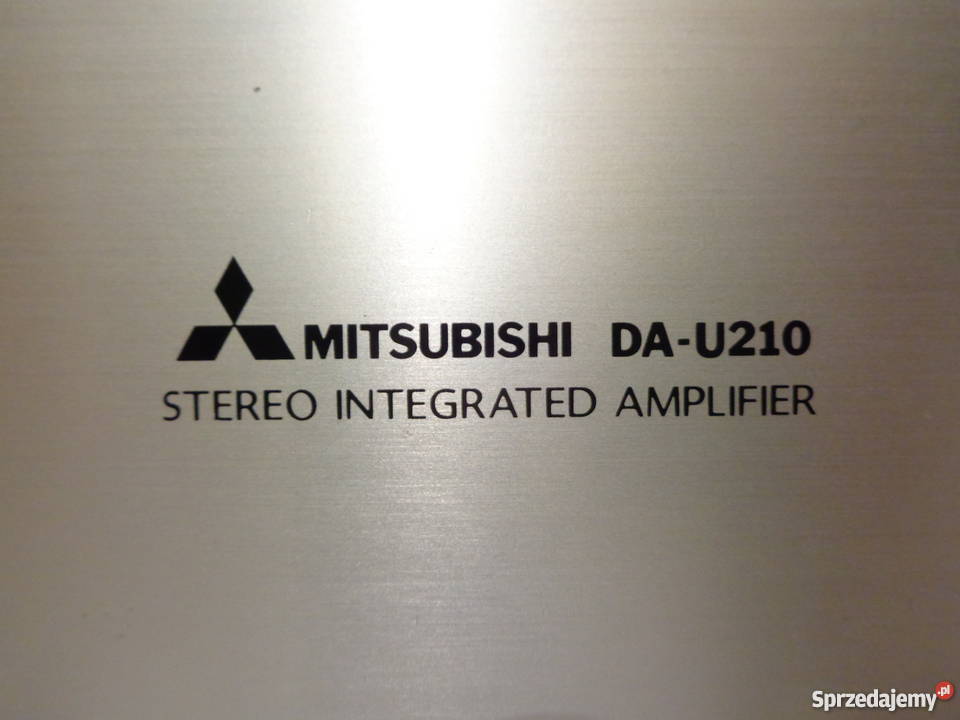 MITSUBISHI DA-U210
STEREO INTEGRATED AMPLIFIER
Sprzedajemy.pl